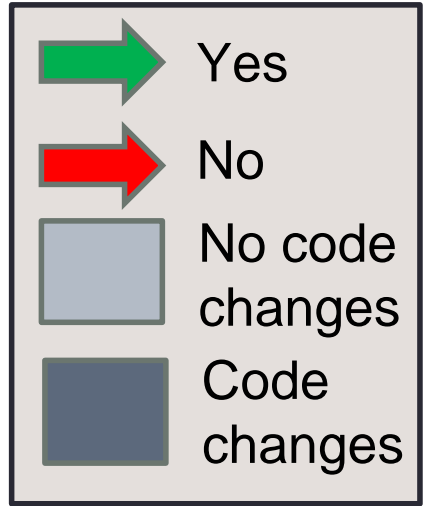 Yes
No
No code
changes
Code
changes